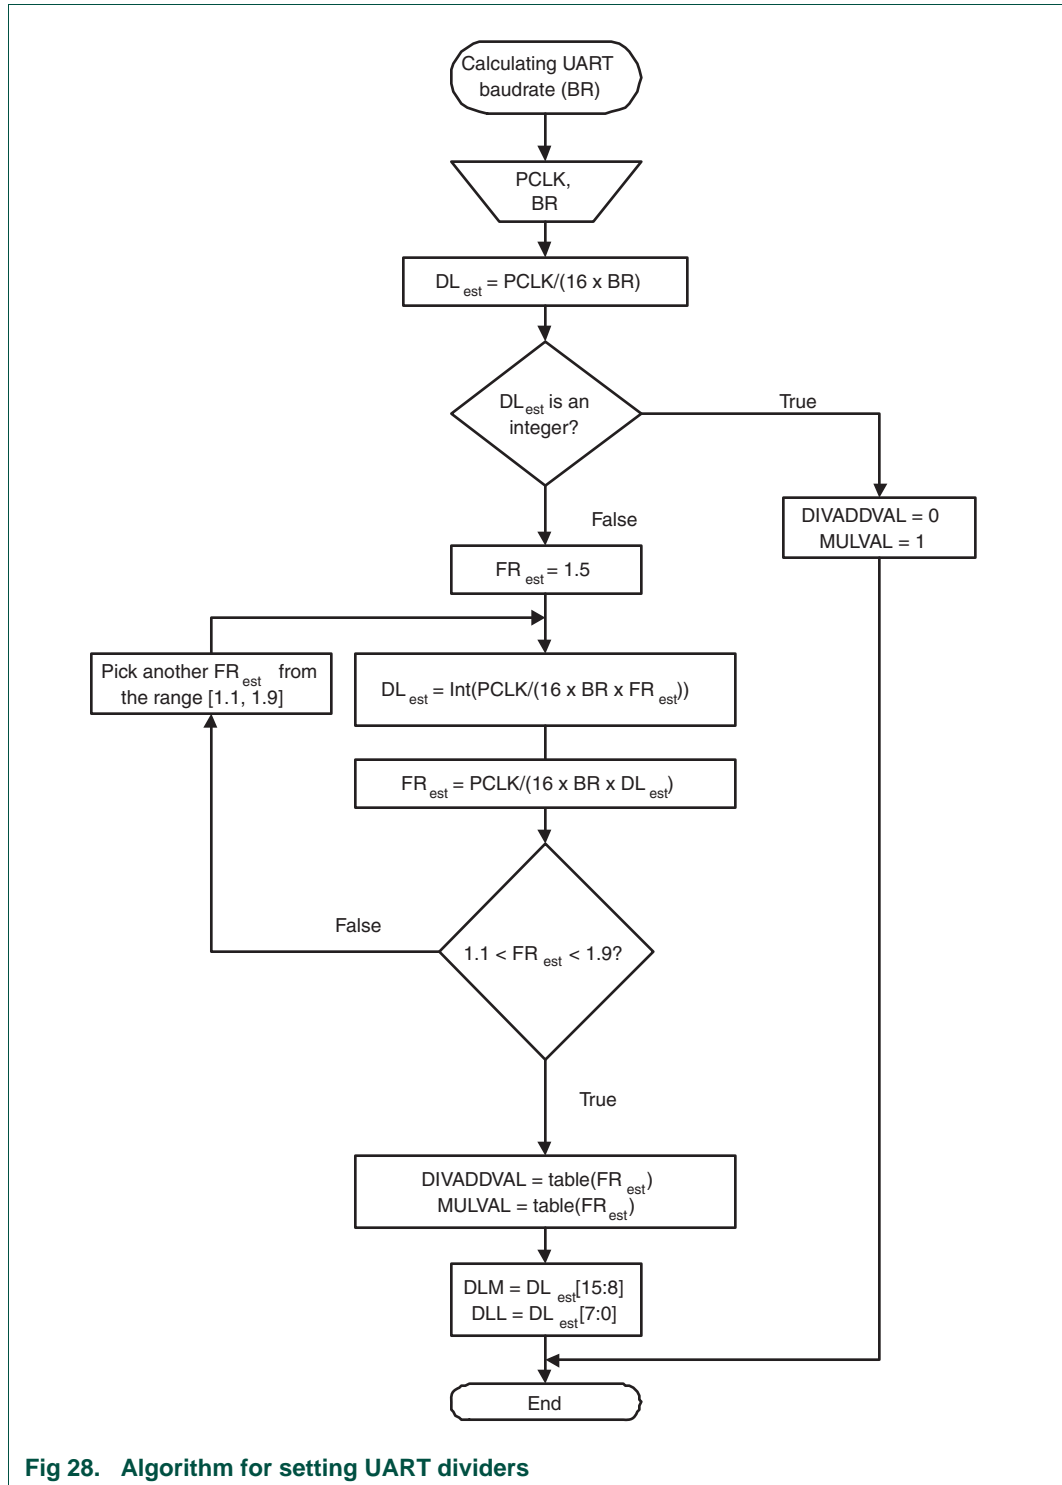 Calculating UART
baudrate (BR)
PCLK,
BR
DL est = PCLK/(16 x BR)
DL est is an
integer?
True
False
DIVADDVAL = 0
MULVAL = 1
FR est = 1.5
Pick another FR est from
the range [1.1, 1.9]
DL est = Int(PCLK/(16 x BR x FR est))
FR est = PCLK/(16 x BR x DL est)
False
1.1 < FR est < 1.9?
True
DIVADDVAL = table(FR est)
MULVAL = table(FR est)
DLM = DL est[15:8]
DLL = DL est[7:0]
End
Fig 28. Algorithm for setting UART dividers